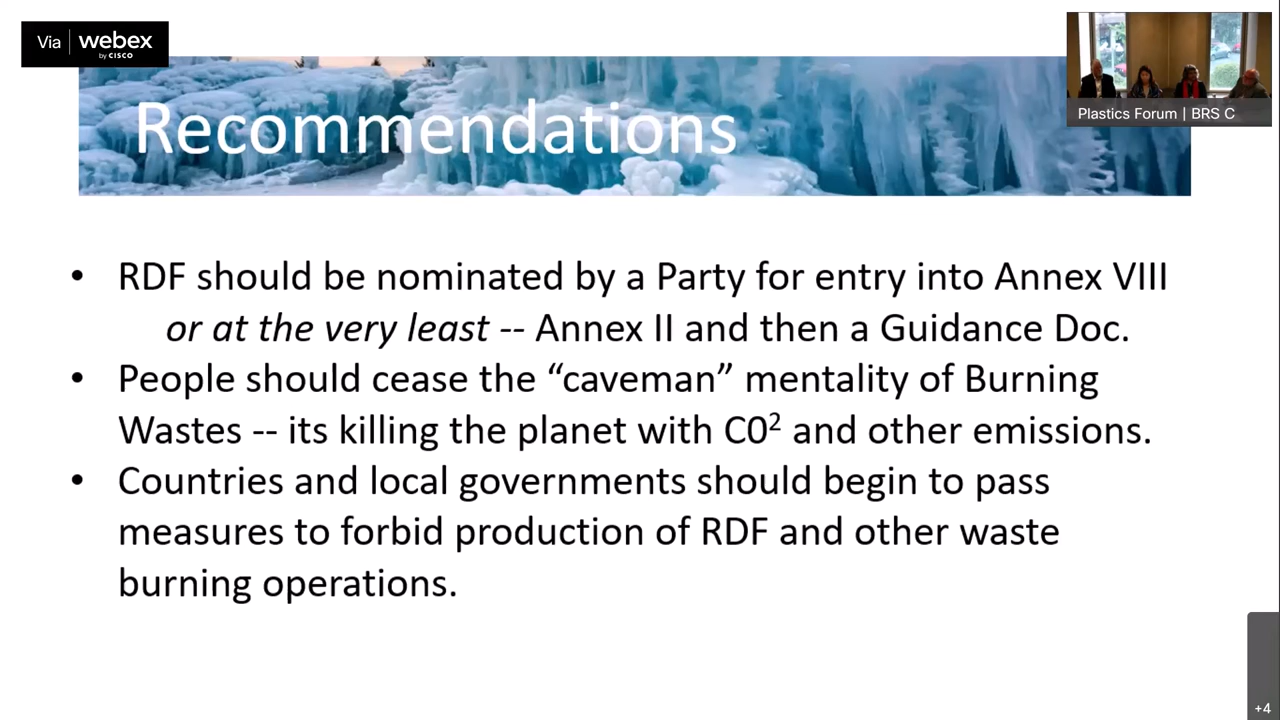 Via webex
by CISCO
Plastics Forum | BRS C
Recommendations
• RDF should be nominated by a Party for entry into Annex VIII
or at the very least -- Annex II and then a Guidance Doc.
• People should cease the “caveman” mentality of Burning
Wastes -- its killing the planet with C0² and other emissions.
• Countries and local governments should begin to pass
measures to forbid production of RDF and other waste
burning operations.
+4